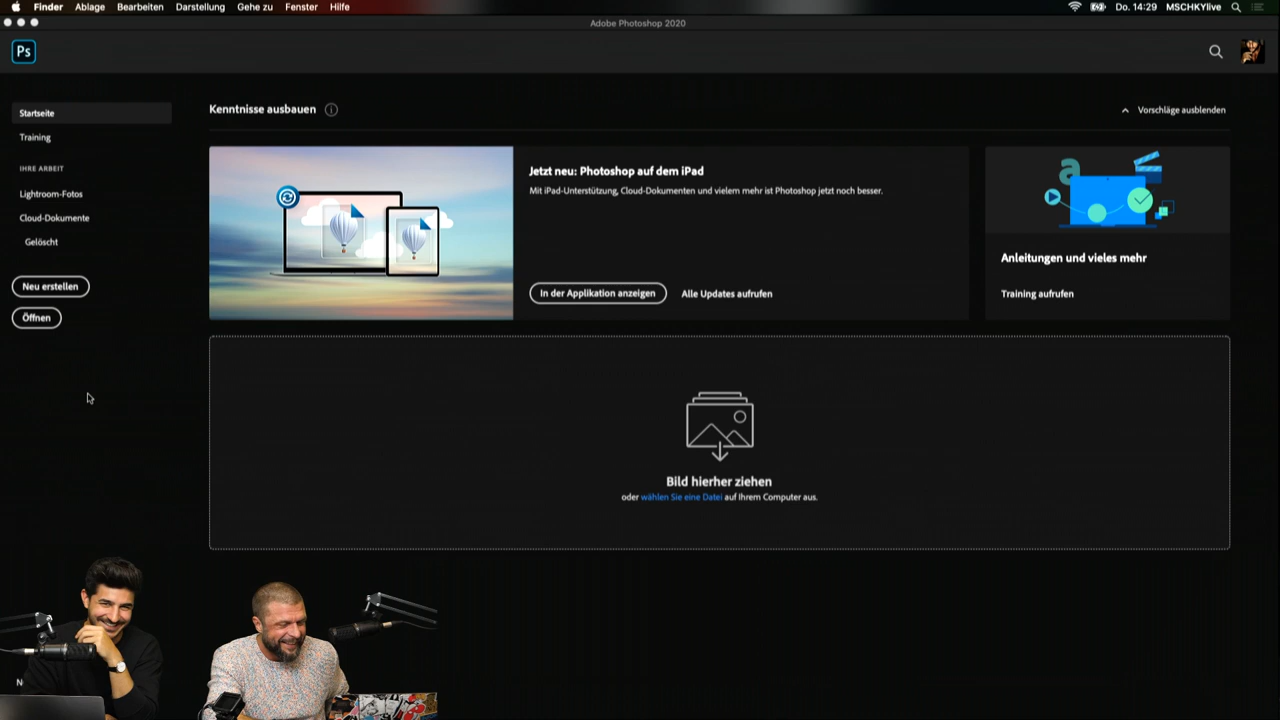 Finder Ablage Bearbeiten Darstellung Gehe zu Fenster Hilfe Do. 14:29 MSCHKYlive
Adobe Photoshop 2020
Ps
Startseite
Training
IHRE ARBEIT
Lightroom-Fotos
Cloud-Dokumente
Gelöscht
Neu erstellen
Öffnen
Kenntnisse ausbauen
Vorschläge ausblenden
Jetzt neu: Photoshop auf dem iPad
Mit iPad-Unterstützung, Cloud-Dokumenten und vielem mehr ist Photoshop jetzt noch besser.
In der Applikation anzeigen Alle Updates aufrufen
a
Anleitungen und vieles mehr
Training aufrufen
Bild hierher ziehen
oder wählen Sie eine Datei auf Ihrem Computer aus.